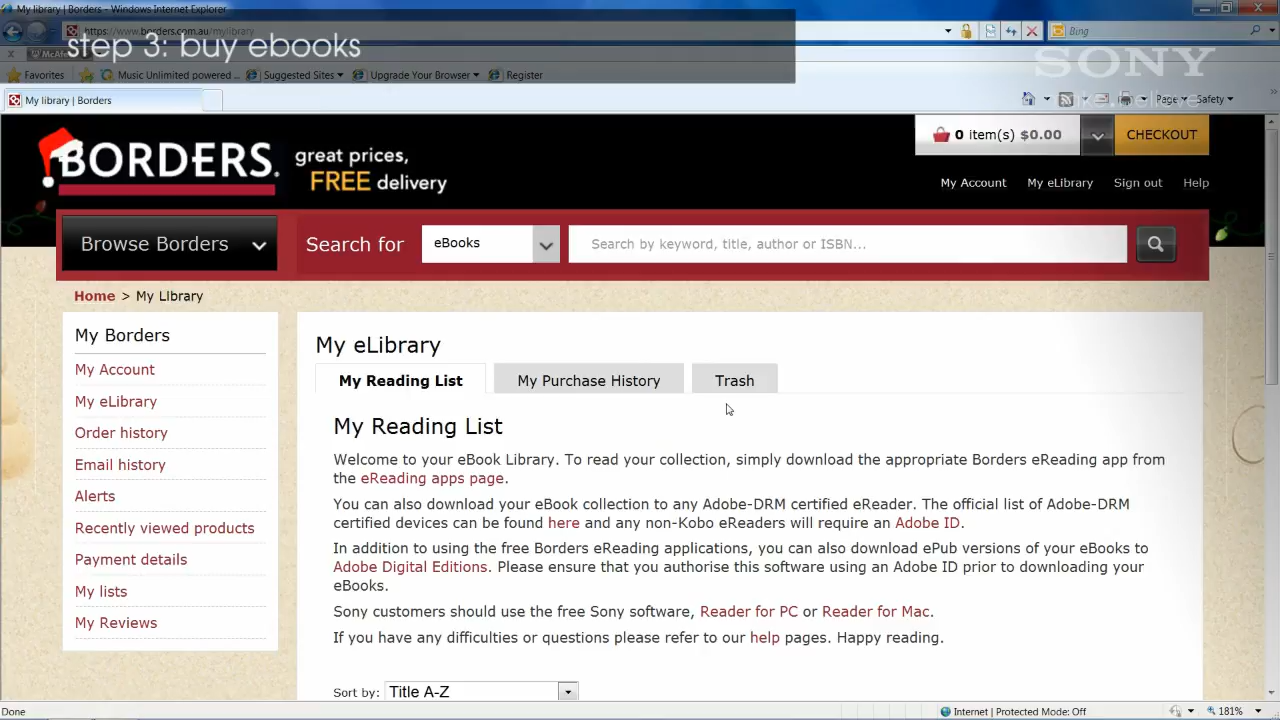 My library | Borders - Windows Internet Explorer
https://www.borders.com.au/mylibrary
step 3: buy ebooks
Bing
McAfee
SONY
Favorites
Music Unlimited powered...
Suggested Sites
Upgrade Your Browser
Register
My library | Borders
Page
Safety
make.believe
BORDERS.
great prices,
FREE delivery
0 item(s) $0.00
CHECKOUT
My Account
My eLibrary
Sign out
Help
Browse Borders
Search for
eBooks
Search by keyword, title, author or ISBN...
Home > My LIbrary
My Borders
My Account
My eLibrary
Order history
Email history
Alerts
Recently viewed products
Payment details
My lists
My Reviews
My eLibrary
My Reading List
My Purchase History
Trash
My Reading List
Welcome to your eBook Library. To read your collection, simply download the appropriate Borders eReading app from
the eReading apps page.
You can also download your eBook collection to any Adobe-DRM certified eReader. The official list of Adobe-DRM
certified devices can be found here and any non-Kobo eReaders will require an Adobe ID.
In addition to using the free Borders eReading applications, you can also download ePub versions of your eBooks to
Adobe Digital Editions. Please ensure that you authorise this software using an Adobe ID prior to downloading your
eBooks.
Sony customers should use the free Sony software, Reader for PC or Reader for Mac.
If you have any difficulties or questions please refer to our help pages. Happy reading.
Sort by:
Title A-Z
Done
Internet | Protected Mode: Off
181%